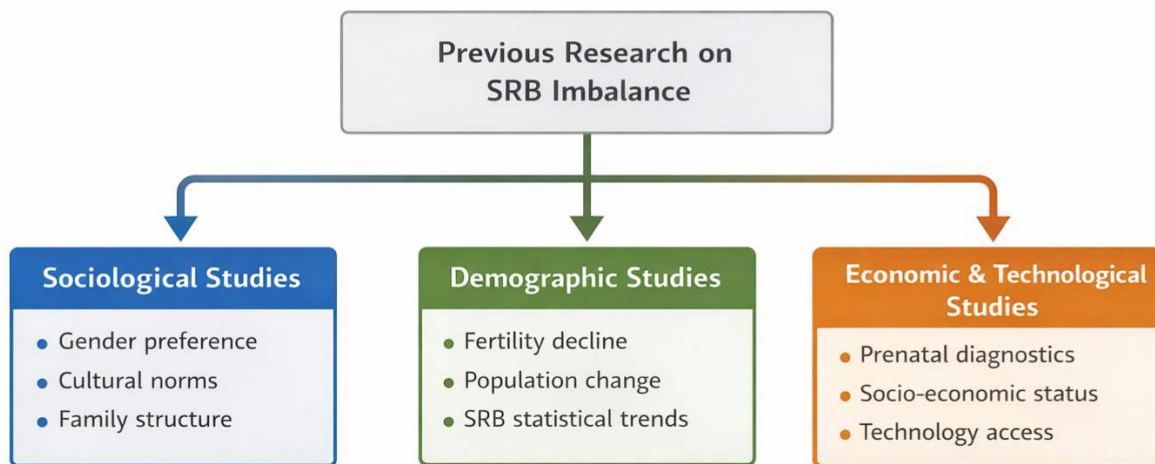 Previous Research on
SRB Imbalance
Sociological Studies
• Gender preference
• Cultural norms
• Family structure
Demographic Studies
• Fertility decline
• Population change
• SRB statistical trends
Economic & Technological
Studies
• Prenatal diagnostics
• Socio-economic status
• Technology access